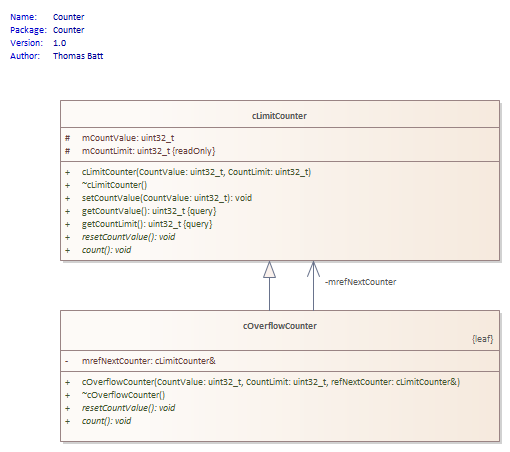 Name: Counter
Package: Counter
Version: 1.0
Author: Thomas Batt
cLimitCounter
# mCountValue: uint32_t
# mCountLimit: uint32_t {readOnly}
+ cLimitCounter(CountValue: uint32_t, CountLimit: uint32_t)
+ ~cLimitCounter()
+ setCountValue(CountValue: uint32_t): void
+ getCountValue(): uint32_t {query}
+ getCountLimit(): uint32_t {query}
+ resetCountValue(): void
+ count(): void
-mrefNextCounter
cOverflowCounter
{leaf}
- mrefNextCounter: cLimitCounter&
+ cOverflowCounter(CountValue: uint32_t, CountLimit: uint32_t, refNextCounter: cLimitCounter&)
+ ~cOverflowCounter()
+ resetCountValue(): void
+ count(): void